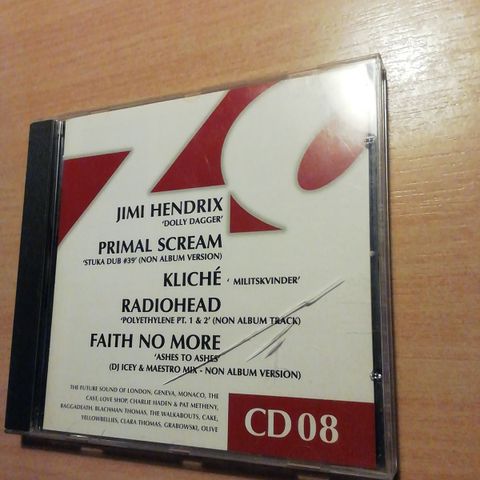 JIMI HENDRIX
'DOLLY DAGGER'
PRIMAL SCREAM
'STUKA DUB #39' (NON ALBUM VERSION)
KLICHÉ ' MILITSKVINDER'
RADIOHEAD
'POLYETHYLENE PT. 1 & 2' (NON ALBUM TRACK)
FAITH NO MORE
'ASHES TO ASHES'
(DJ ICEY & MAESTRO MIX - NON ALBUM VERSION)
THE FUTURE SOUND OF LONDON, GENEVA, MONACO, THE
CAST, LOVE SHOP, CHARLIE HADEN & PAT METHENY,
RAGGADEATH, BLACHMAN THOMAS, THE WALKABOUTS, CAKE,
YELLOWBELLIES, CLARA THOMAS, GRABOWSKI, OLIVE
CD 08